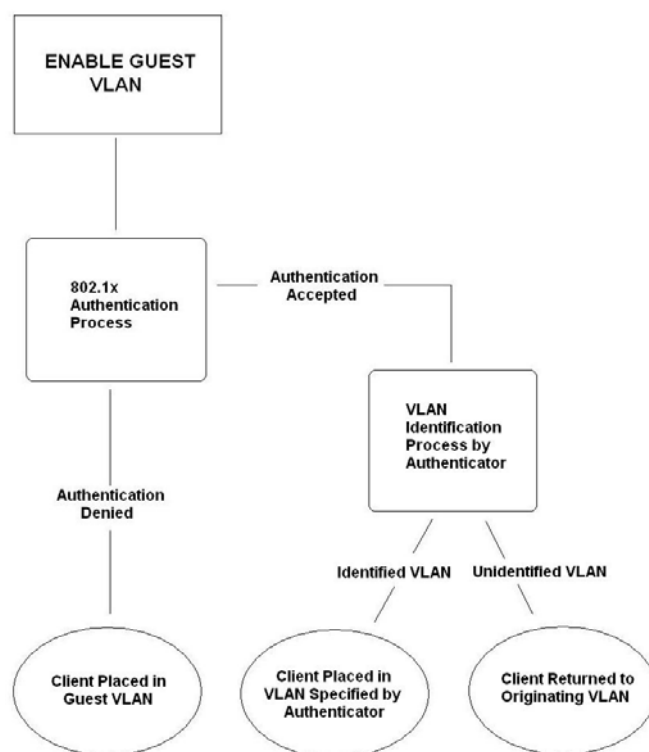 ENABLE GUEST
VLAN
802.1x
Authentication
Process
Authentication
Accepted
VLAN
Identification
Process by
Authenticator
Authentication
Denied
Identified VLAN
Unidentified VLAN
Client Placed in
Guest VLAN
Client Placed in
VLAN Specified by
Authenticator
Client Returned to
Originating VLAN